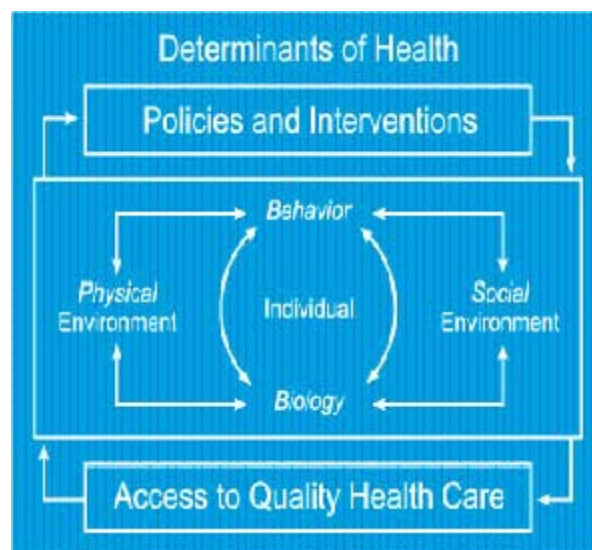 Determinants of Health
Policies and Interventions
Behavior
Physical
Environment
Individual
Social
Environment
Biology
Access to Quality Health Care